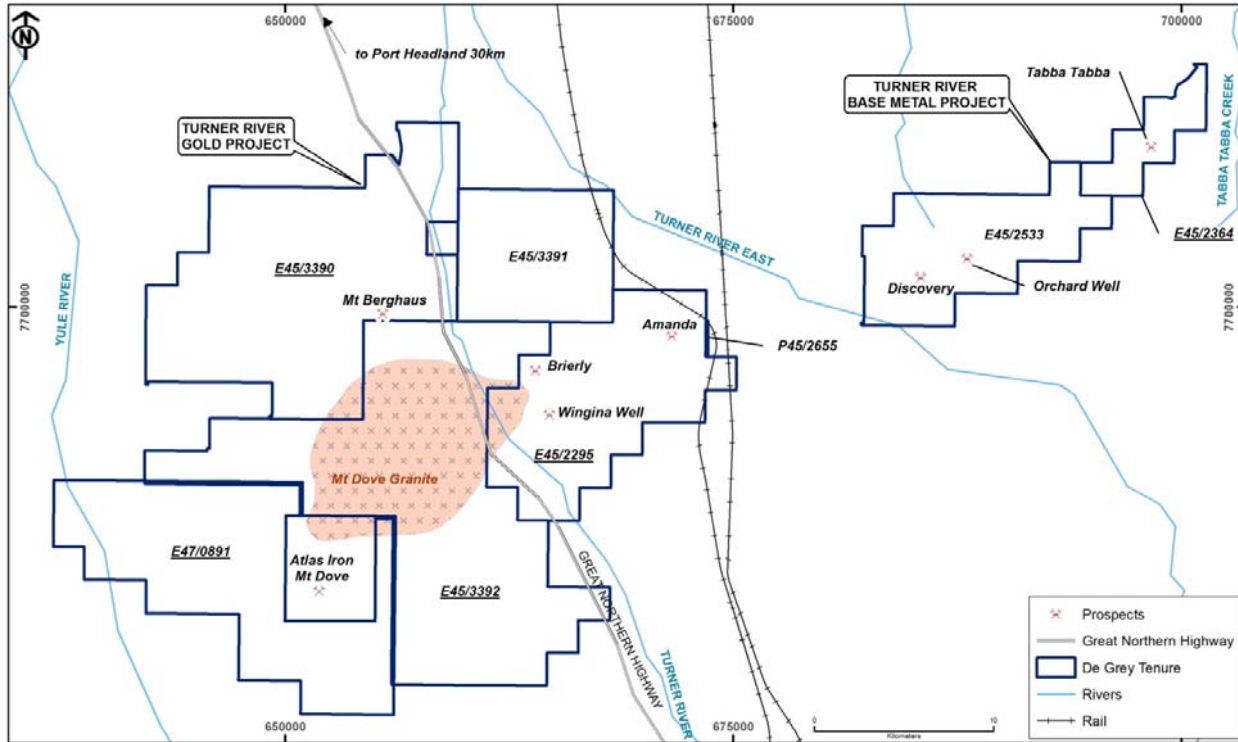 650000
675000
700000
N
to Port Headland 30km
Tabba Tabba
TURNER RIVER
BASE METAL PROJECT
TURNER RIVER
GOLD PROJECT
TABBA TABBA CREEK
E45/2364
TURNER RIVER EAST
E45/2533
E45/3391
E45/3390
YULE RIVER
Discovery
Orchard Well
Mt Berghaus
7700000
7700000
Amanda
P45/2655
Brierly
Wingina Well
E45/2295
Mt Dove Granite
E47/0891
Atlas Iron
Mt Dove
E45/3392
GREAT NORTHERN HIGHWAY
TURNER RIVER
Prospects
Great Northern Highway
De Grey Tenure
Rivers
Rail
0
10
Kilometers
650000
675000